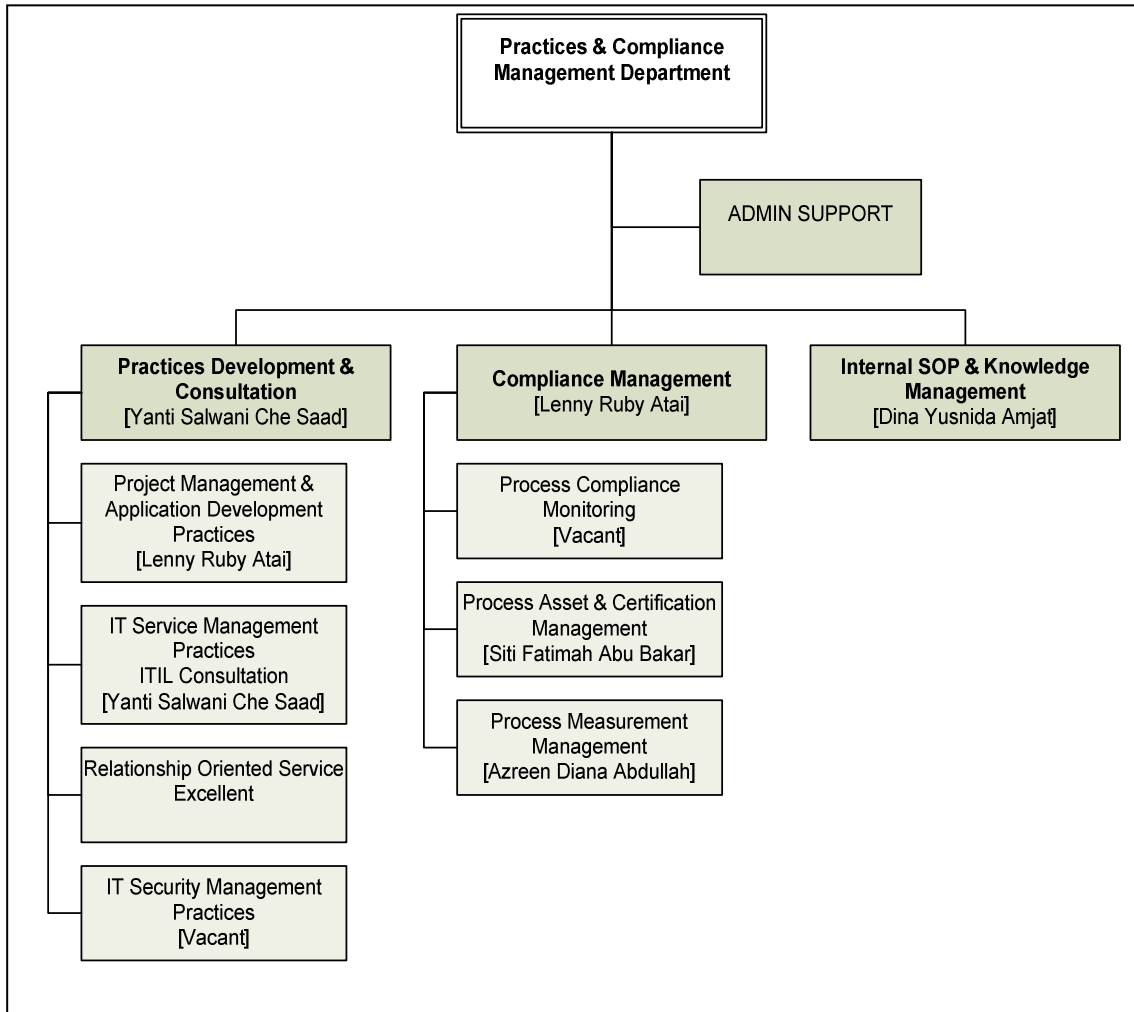 Practices & Compliance
Management Department
ADMIN SUPPORT
Practices Development &
Consultation
[Yanti Salwani Che Saad]
Project Management &
Application Development
Practices
[Lenny Ruby Atai]
IT Service Management
Practices
ITIL Consultation
[Yanti Salwani Che Saad]
Relationship Oriented Service
Excellent
IT Security Management
Practices
[Vacant]
Compliance Management
[Lenny Ruby Atai]
Process Compliance
Monitoring
[Vacant]
Process Asset & Certification
Management
[Siti Fatimah Abu Bakar]
Process Measurement
Management
[Azreen Diana Abdullah]
Internal SOP & Knowledge
Management
[Dina Yusnida Amjat]